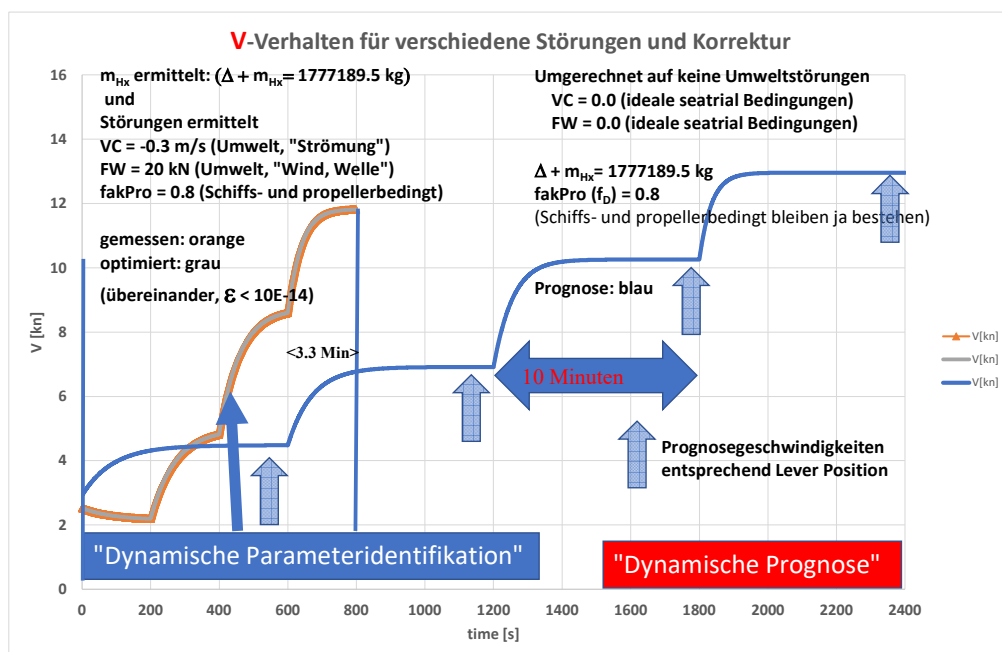 V-Verhalten für verschiedene Störungen und Korrektur
m_Hx ermittelt: (Δ + m_Hx = 1777189.5 kg)
und
Störungen ermittelt
VC = -0.3 m/s (Umwelt, "Strömung")
FW = 20 kN (Umwelt, "Wind, Welle")
fakPro = 0.8 (Schiffs- und propellerbedingt)
gemessen: orange
optimiert: grau
(übereinander, ε < 10E-14)
Umgerechnet auf keine Umweltstörungen
VC = 0.0 (ideale seatrial Bedingungen)
FW = 0.0 (ideale seatrial Bedingungen)
Δ + m_Hx = 1777189.5 kg
fakPro (f_D) = 0.8
(Schiffs- und propellerbedingt bleiben ja bestehen)
Prognose: blau
<3.3 Min>
10 Minuten
Prognosegeschwindigkeiten
entsprechend Lever Position
"Dynamische Parameteridentifikation"
"Dynamische Prognose"
V[kn]
V[kn]
V[kn]
V [kn]
16
14
12
10
8
6
4
2
0
0 200 400 600 800 1000 1200 1400 1600 1800 2000 2200 2400
time [s]